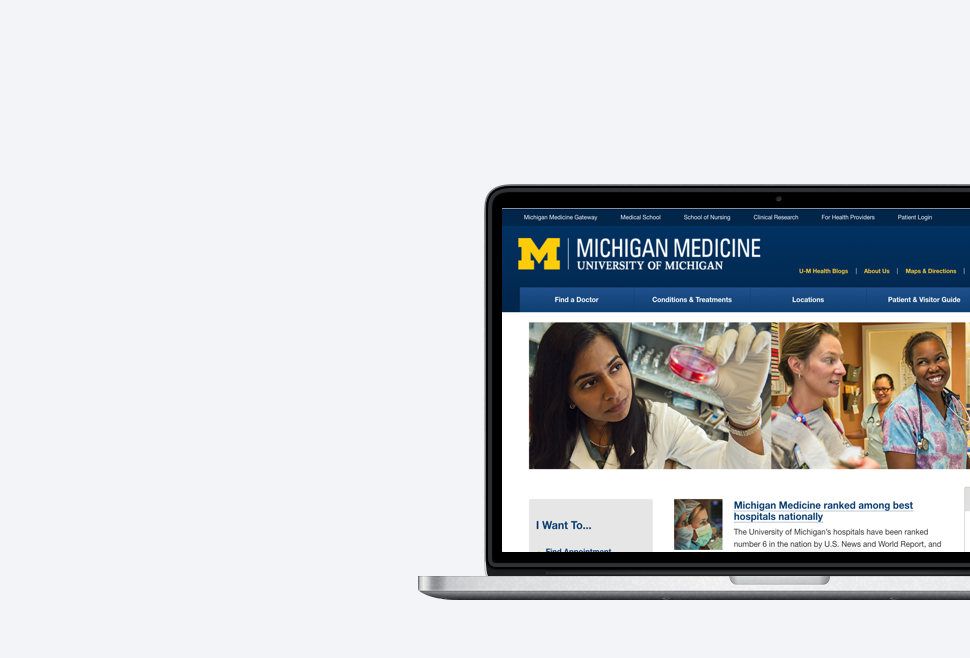 Michigan Medicine Gateway Medical School School of Nursing Clinical Research For Health Providers Patient Login
M MICHIGAN MEDICINE
UNIVERSITY OF MICHIGAN
U-M Health Blogs | About Us | Maps & Directions |
Find a Doctor Conditions & Treatments Locations Patient & Visitor Guide
I Want To...
Find Appointment
Michigan Medicine ranked among best
hospitals nationally
The University of Michigan's hospitals have been ranked
number 6 in the nation by U.S. News and World Report, and